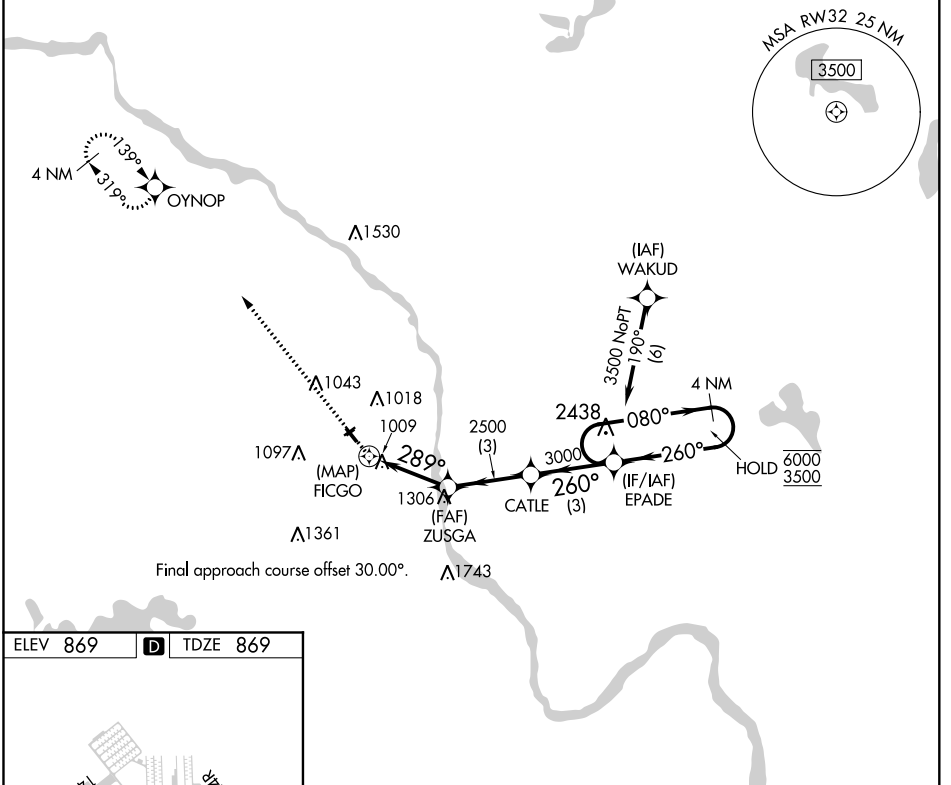 MSA RW32 25 NM
3500
4 NM
139°
319°
OYNOP
1530
(IAF)
WAKUD
3500 NoPT
190°
(6)
1043
1018
1009
1097
(MAP)
FICGO
289°
2500
(3)
2438
080°
4 NM
3000
260°
260°
(3)
CATLE
(IF/IAF)
EPADE
HOLD
6000
3500
1306
(FAF)
ZUSGA
1361
Final approach course offset 30.00°.
1743
ELEV 869
D
TDZE 869